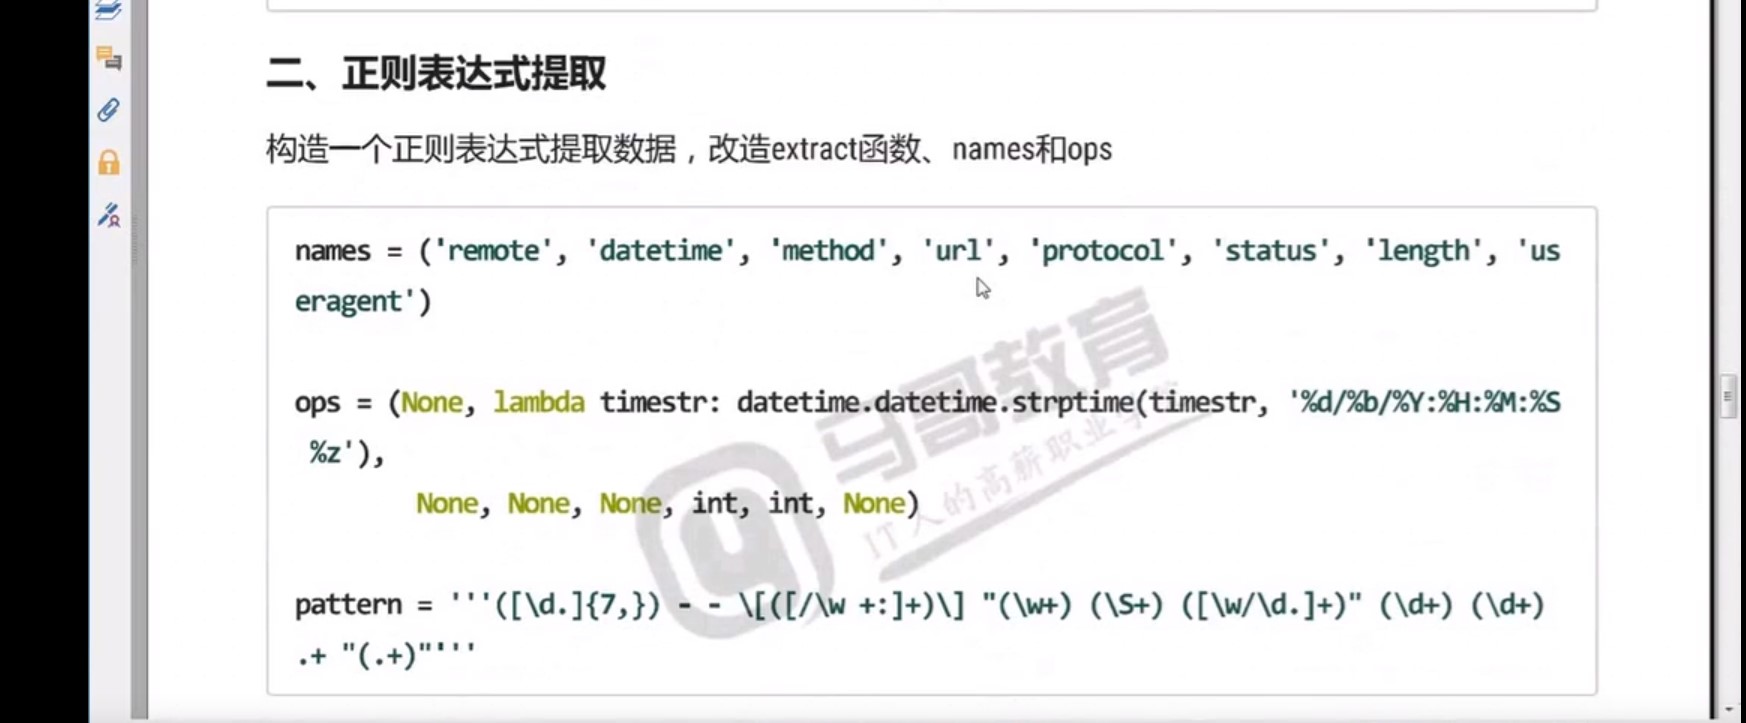 二、正则表达式提取
构造一个正则表达式提取数据，改造extract函数、names和ops
names = ('remote', 'datetime', 'method', 'url', 'protocol', 'status', 'length', 'us
eragent')
ops = (None, lambda timestr: datetime.datetime.strptime(timestr, '%d/%b/%Y:%H:%M:%S
%z'),
None, None, None, int, int, None)
pattern = '''([\d.]{7,}) - - \[([/\w +:]+)\] "(\w+) (\S+) ([\w/\d.]+)" (\d+) (\d+)
.+ "(.+)"'''
马哥教育
IT人的高薪职业学院